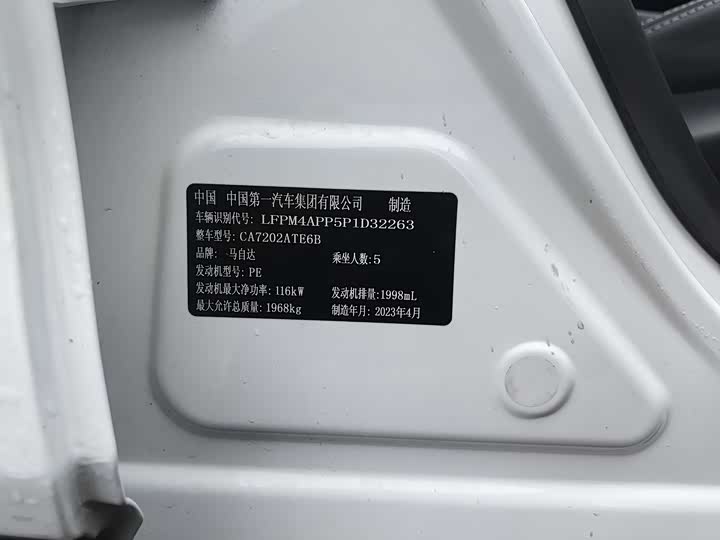 中国 中国第一汽车集团有限公司 制造
车辆识别代号: LFPM4APP5P1D32263
整车型号: CA7202ATE6B
品牌: 马自达 乘坐人数: 5
发动机型号: PE
发动机最大净功率: 116kW 发动机排量: 1998mL
最大允许总质量: 1968kg 制造年月: 2023年4月